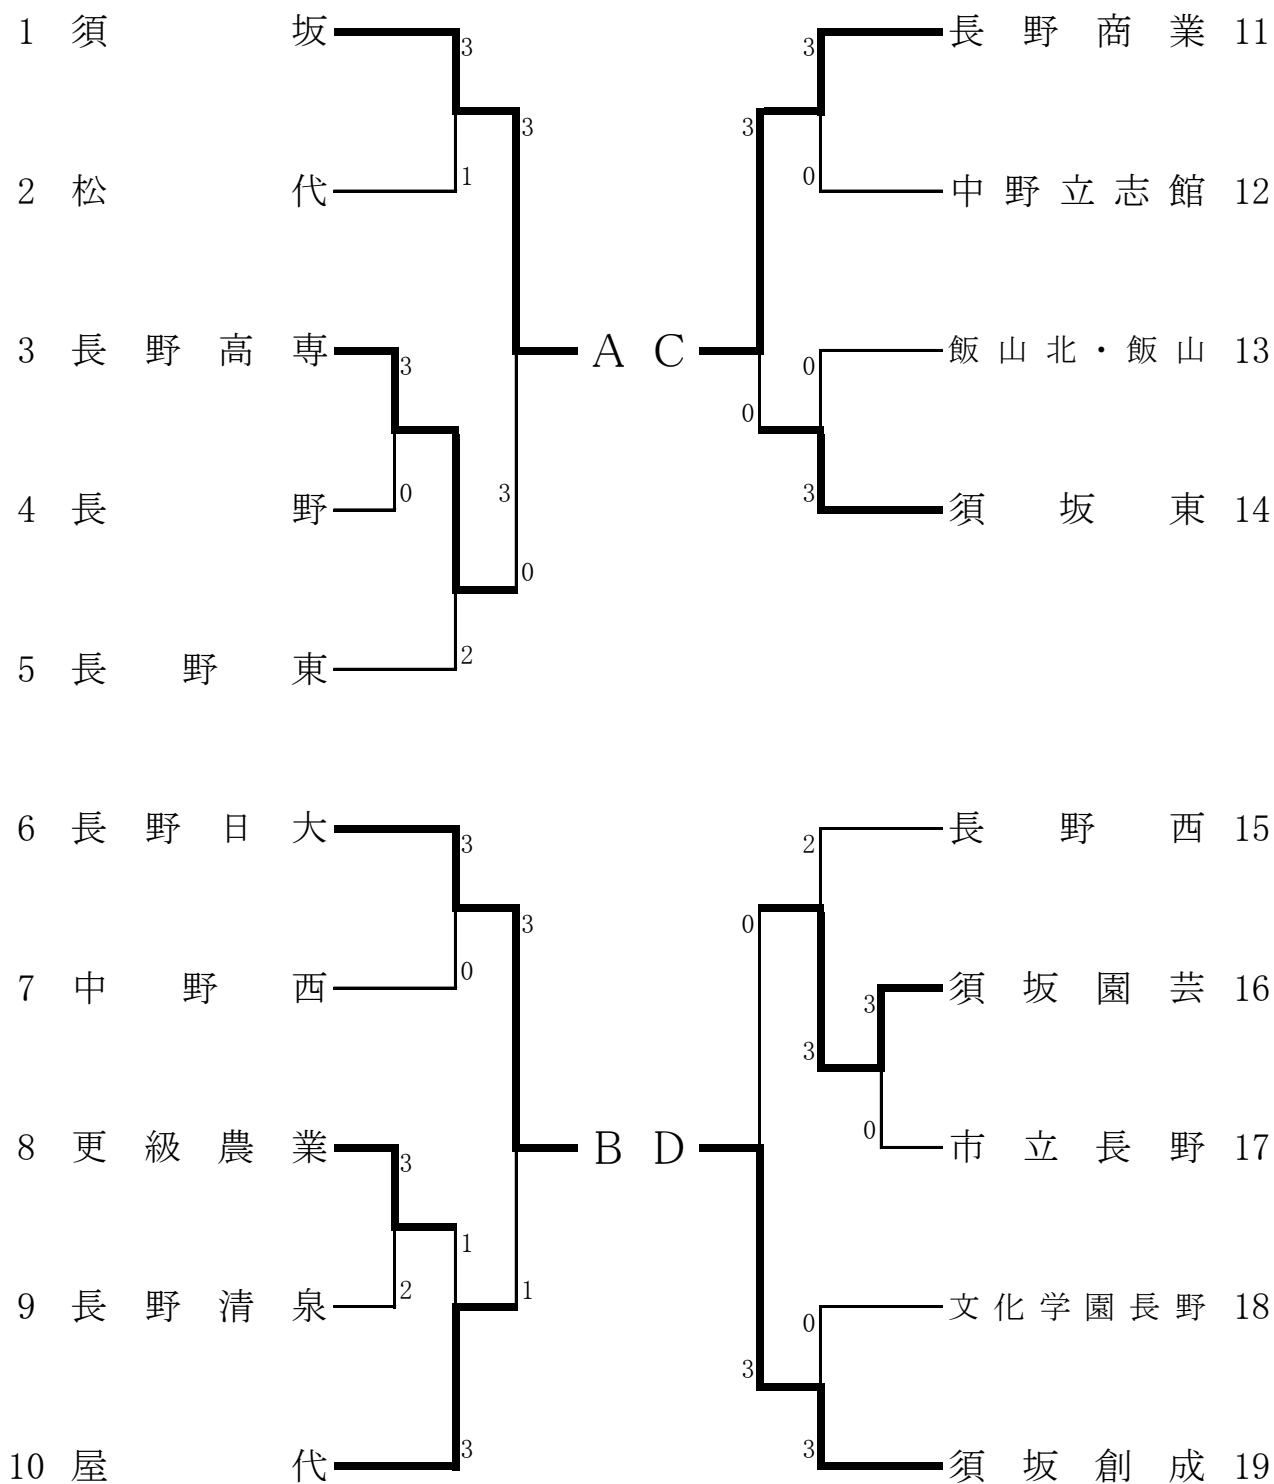 1 須坂
3
1
2 松代
3
3 長野高専
3
0
4 長野
3
0
2
5 長野東
A
C
長野商業 11
3
0
中野立志館 12
3
飯山北・飯山 13
0
0
3
須坂東 14
6 長野日大
3
0
7 中野西
3
8 更級農業
3
2
9 長野清泉
1
1
3
10 屋代
B
D
長野西 15
2
0
須坂園芸 16
3
3
0
市立長野 17
文化学園長野 18
0
3
3
須坂創成 19